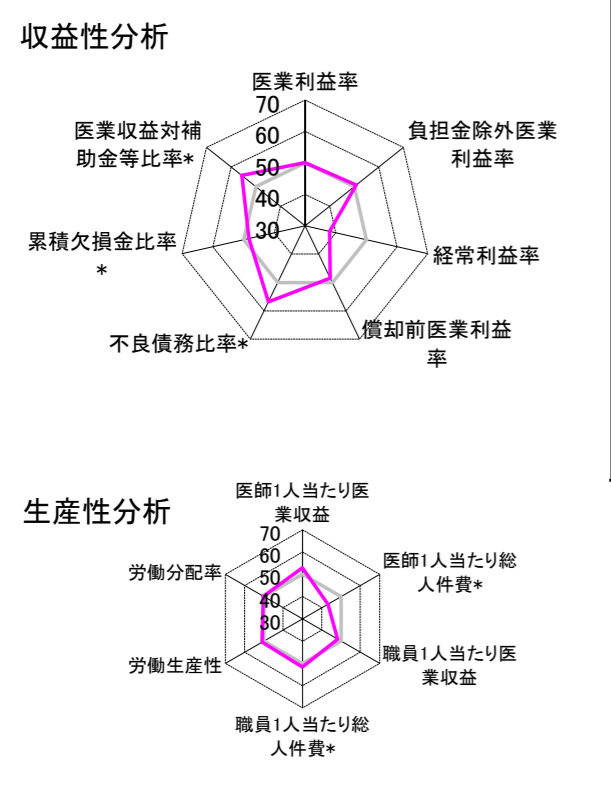 収益性分析
医業利益率
負担金除外医業
利益率
経常利益率
償却前医業利益
率
不良債務比率*
累積欠損金比率
*
医業収益対補
助金等比率*
70
60
50
40
30
生産性分析
医師1人当たり医
業収益
医師1人当たり総
人件費*
職員1人当たり医
業収益
職員1人当たり総
人件費*
労働生産性
労働分配率
70
60
50
40
30